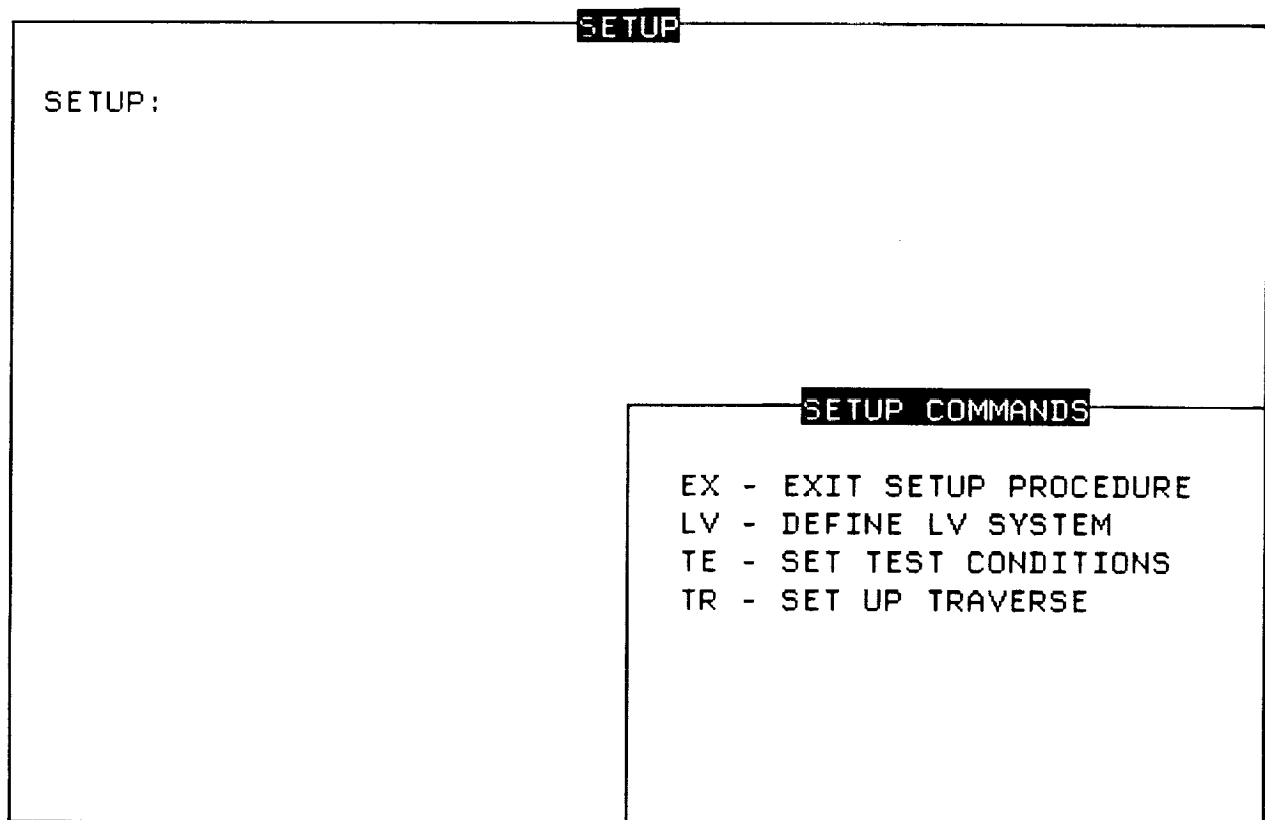 SETUP
SETUP:
SETUP COMMANDS
EX - EXIT SETUP PROCEDURE
LV - DEFINE LV SYSTEM
TE - SET TEST CONDITIONS
TR - SET UP TRAVERSE